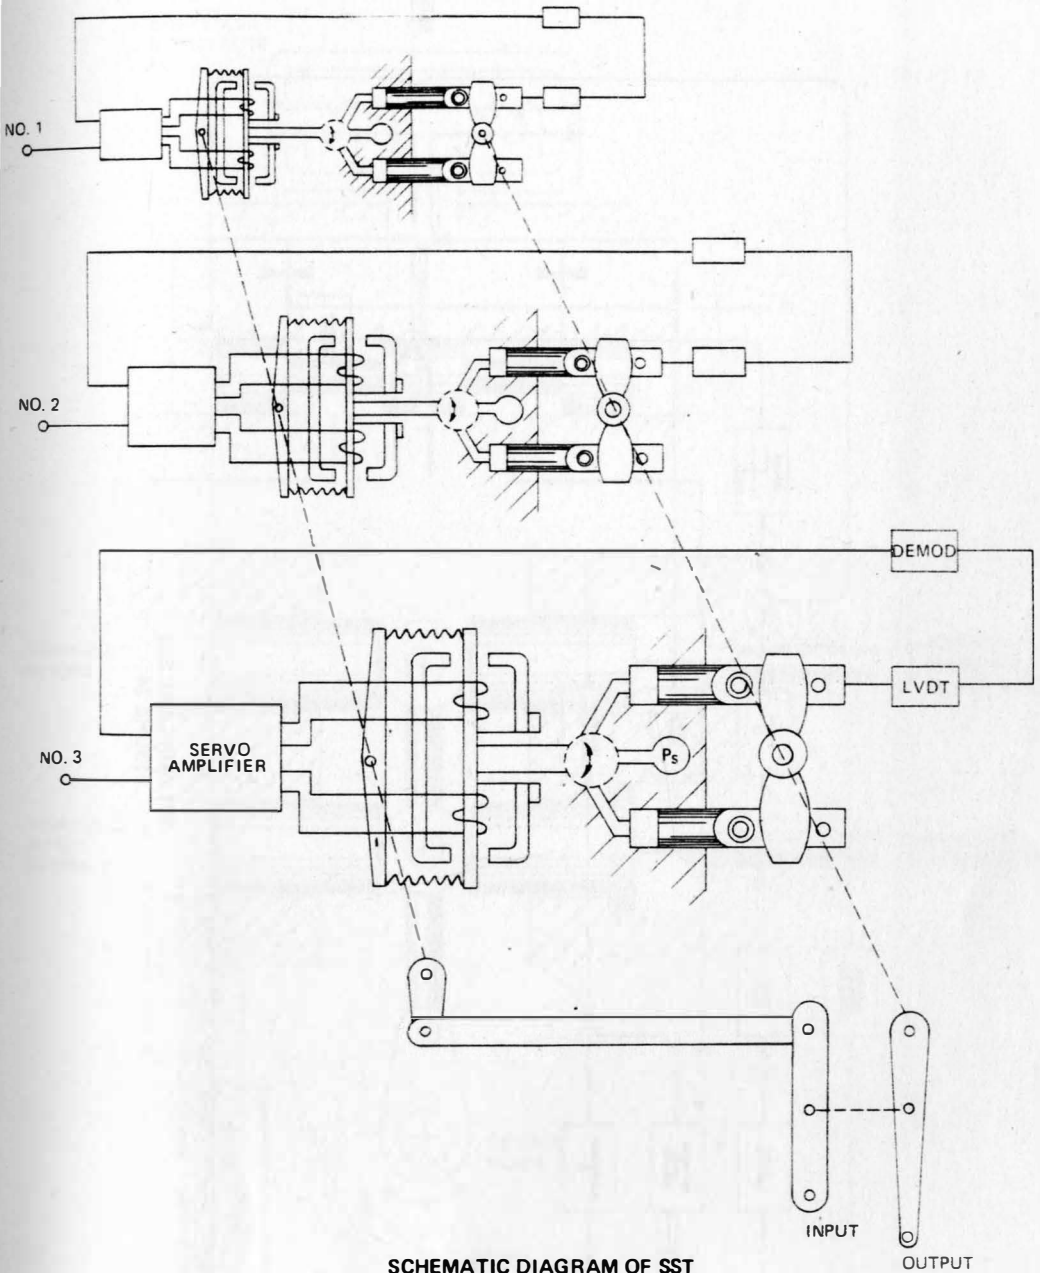 NO. 1
NO. 2
DEMOD
LVDT
NO. 3
SERVO
AMPLIFIER
Ps
INPUT
OUTPUT
SCHEMATIC DIAGRAM OF SST